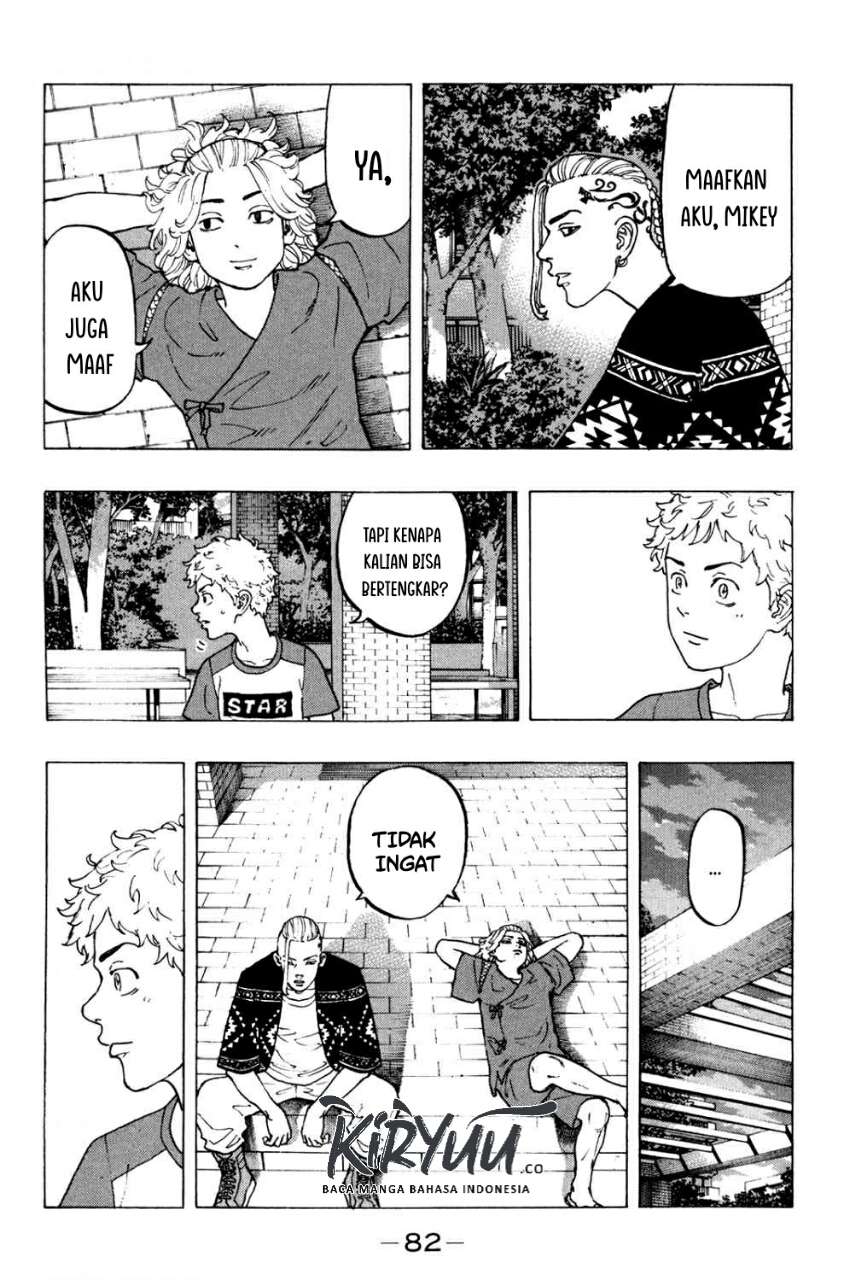 MAAFKAN
AKU, MIKEY
YA,
AKU
JUGA
MAAF
TAPI KENAPA
KALIAN BISA
BERTENGKAR?
STAR
...
TIDAK
INGAT
KiRYUU.co
BACA MANGA BAHASA INDONESIA
-82-